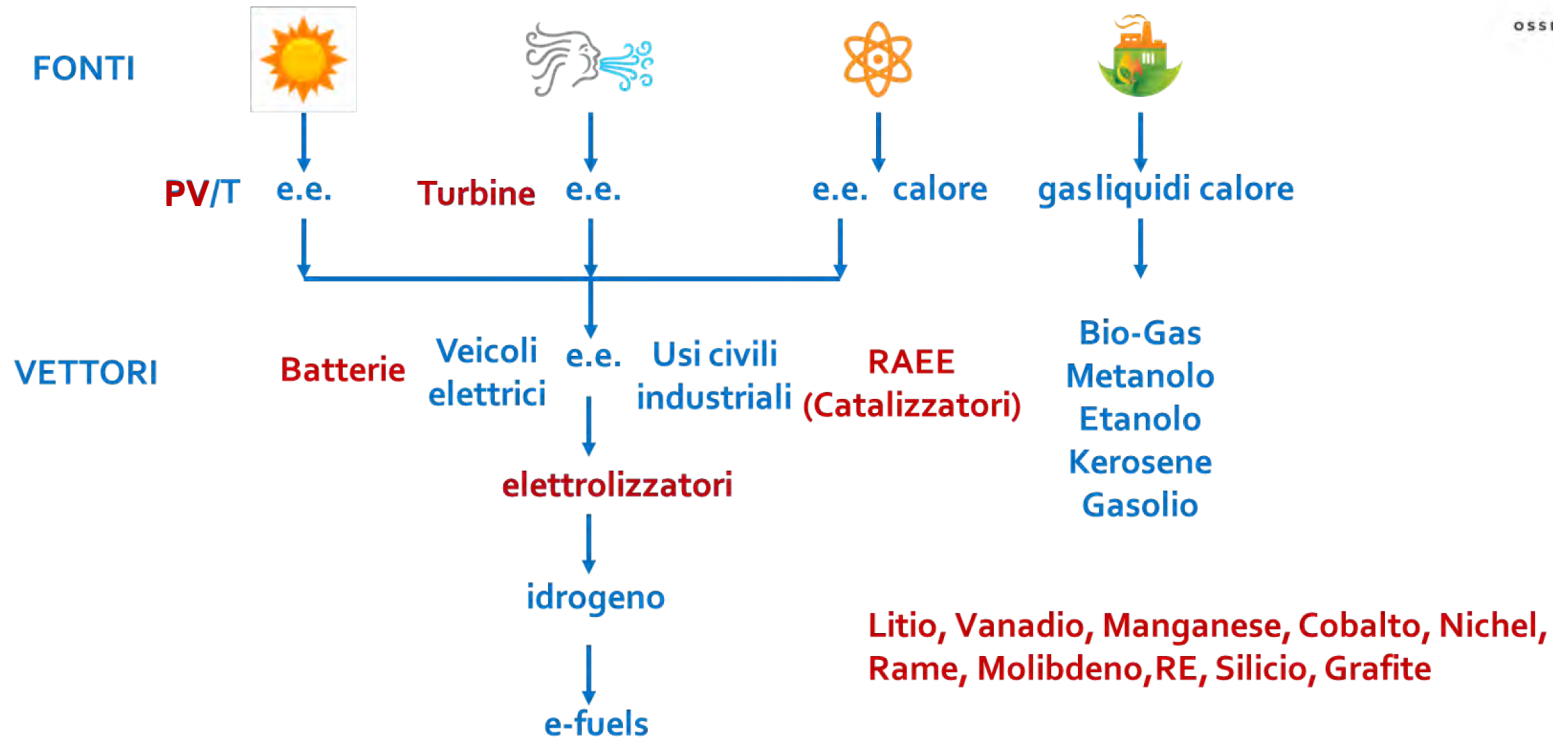 OSSI
FONTI
PV/T e.e. Turbine e.e. e.e. calore gas liquidi calore
VETTORI
Batterie
Veicoli
elettrici
e.e.
Usi civili
industriali
RAEE
(Catalizzatori)
Bio-Gas
Metanolo
Etanolo
Kerosene
Gasolio
elettrolizzatori
idrogeno
e-fuels
Litio, Vanadio, Manganese, Cobalto, Nichel,
Rame, Molibdeno,RE, Silicio, Grafite